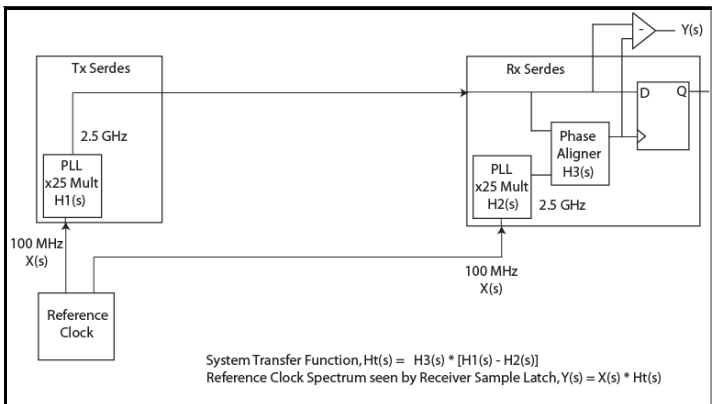 Y(s)
-
Tx Serdes
Rx Serdes
D
Q
2.5 GHz
Phase
Aligner
H3(s)
PLL
x25 Mult
H1(s)
PLL
x25 Mult
H2(s)
2.5 GHz
100 MHz
X(s)
100 MHz
X(s)
Reference
Clock
System Transfer Function, Ht(s) = H3(s) * [H1(s) - H2(s)]
Reference Clock Spectrum seen by Receiver Sample Latch, Y(s) = X(s) * Ht(s)